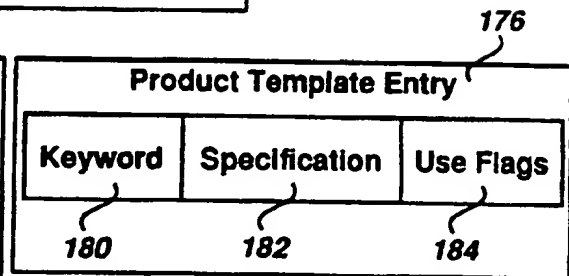 176
Product Template Entry
Keyword Specification Use Flags
180 182 184